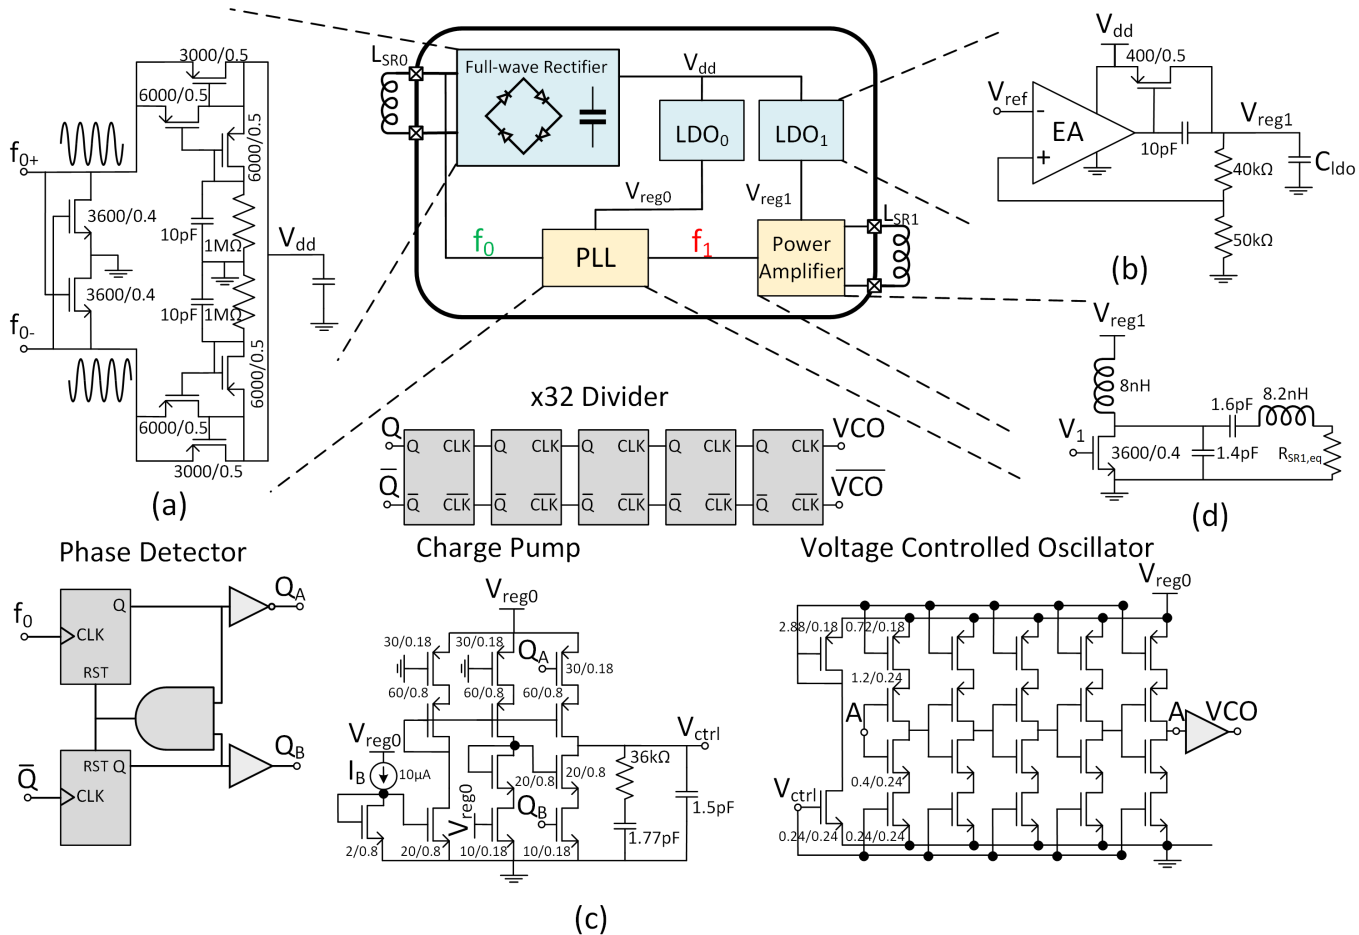 3000/0.5
6000/0.5
6000/0.5
f0+
3600/0.4
10pF
1MΩ
Vdd
3600/0.4
10pF
1MΩ
f0-
6000/0.5
6000/0.5
3000/0.5
(a)
LSR0
Full-wave Rectifier
Vdd
LDO0
LDO1
Vreg0
Vreg1
f0
PLL
f1
Power
Amplifier
LSR1
Vdd
400/0.5
Vref
-
EA
+
10pF
Vreg1
40kΩ
Cldo
50kΩ
(b)
Vreg1
8nH
1.6pF
8.2nH
V1
3600/0.4
1.4pF
RSR1,eq
(d)
x32 Divider
Q
Q CLK Q CLK Q CLK Q CLK Q CLK
VCO
Q̅
Q̅ C̅L̅K̅ Q̅ C̅L̅K̅ Q̅ C̅L̅K̅ Q̅ C̅L̅K̅ Q̅ C̅L̅K̅
V̅C̅O̅
Phase Detector
f0
Q
CLK
RST
QA
Q̅
RST Q
CLK
QB
Charge Pump
Vreg0
30/0.18
30/0.18
QA
30/0.18
60/0.8
60/0.8
60/0.8
Vreg0
IB
10µA
Vctrl
36kΩ
20/0.8
20/0.8
Vreg0
QB
1.5pF
1.77pF
2/0.8
20/0.8
10/0.18
10/0.18
Voltage Controlled Oscillator
Vreg0
2.88/0.18
0.72/0.18
1.2/0.24
A
A
VCO
0.4/0.24
Vctrl
0.24/0.24
0.24/0.24
(c)